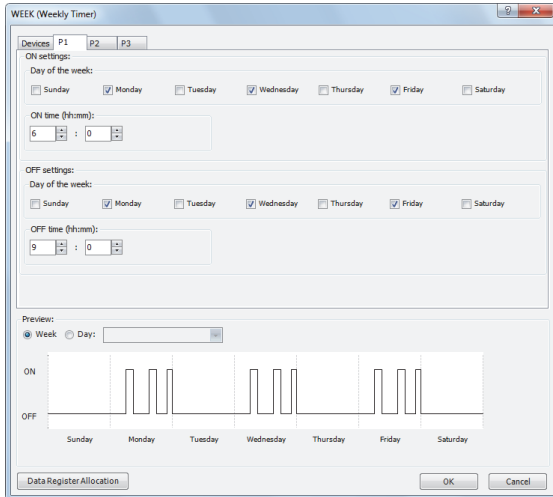 WEEK (Weekly Timer)
Devices P1 P2 P3
ON settings:
Day of the week:
Sunday Monday Tuesday Wednesday Thursday Friday Saturday
ON time (hh:mm):
6 : 0
OFF settings:
Day of the week:
Sunday Monday Tuesday Wednesday Thursday Friday Saturday
OFF time (hh:mm):
9 : 0
Preview:
Week Day:
ON
OFF
Sunday Monday Tuesday Wednesday Thursday Friday Saturday
Data Register Allocation OK Cancel